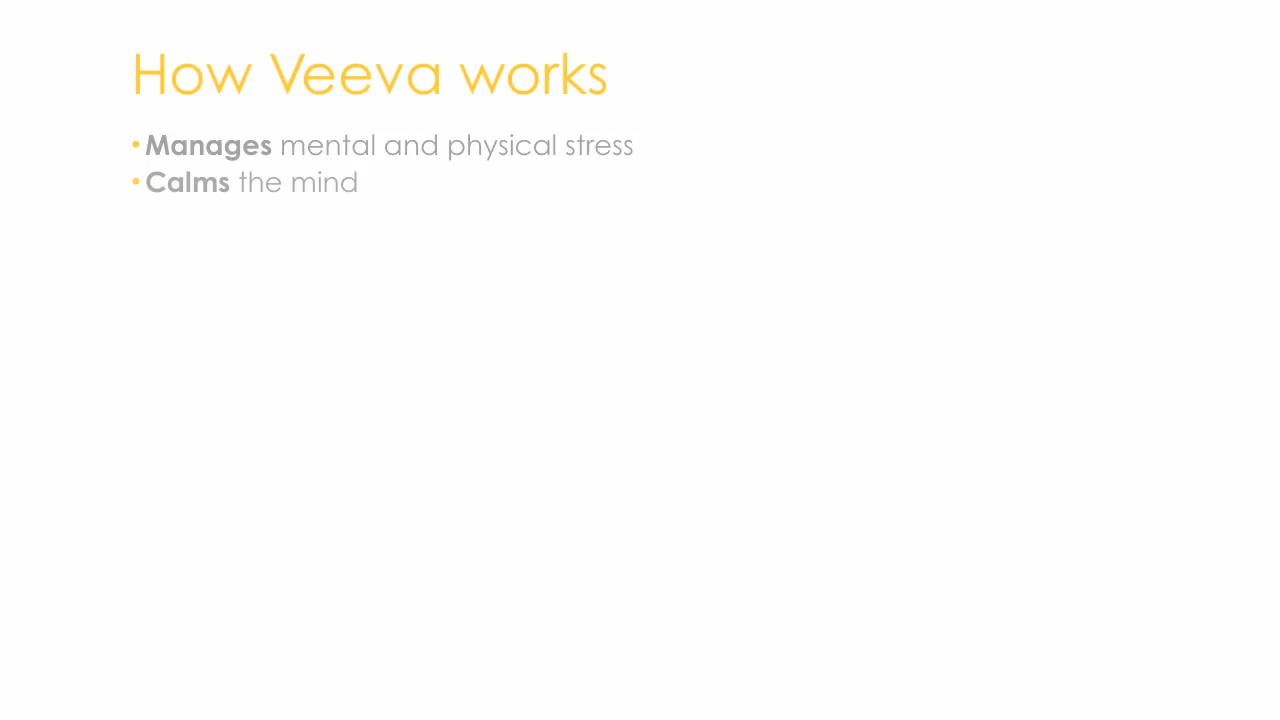 How Veeva works
• Manages mental and physical stress
• Calms the mind